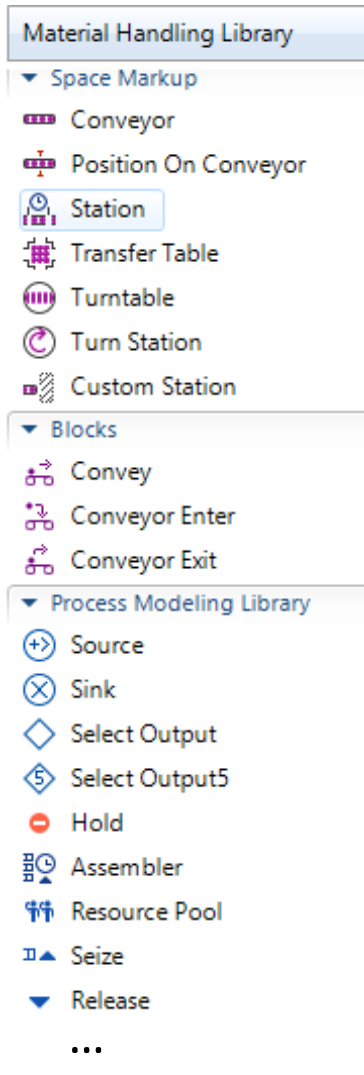 Material Handling Library
Space Markup
Conveyor
Position On Conveyor
Station
Transfer Table
Turntable
Turn Station
Custom Station
Blocks
Convey
Conveyor Enter
Conveyor Exit
Process Modeling Library
Source
Sink
Select Output
5 Select Output5
Hold
Assembler
Resource Pool
Seize
Release
...